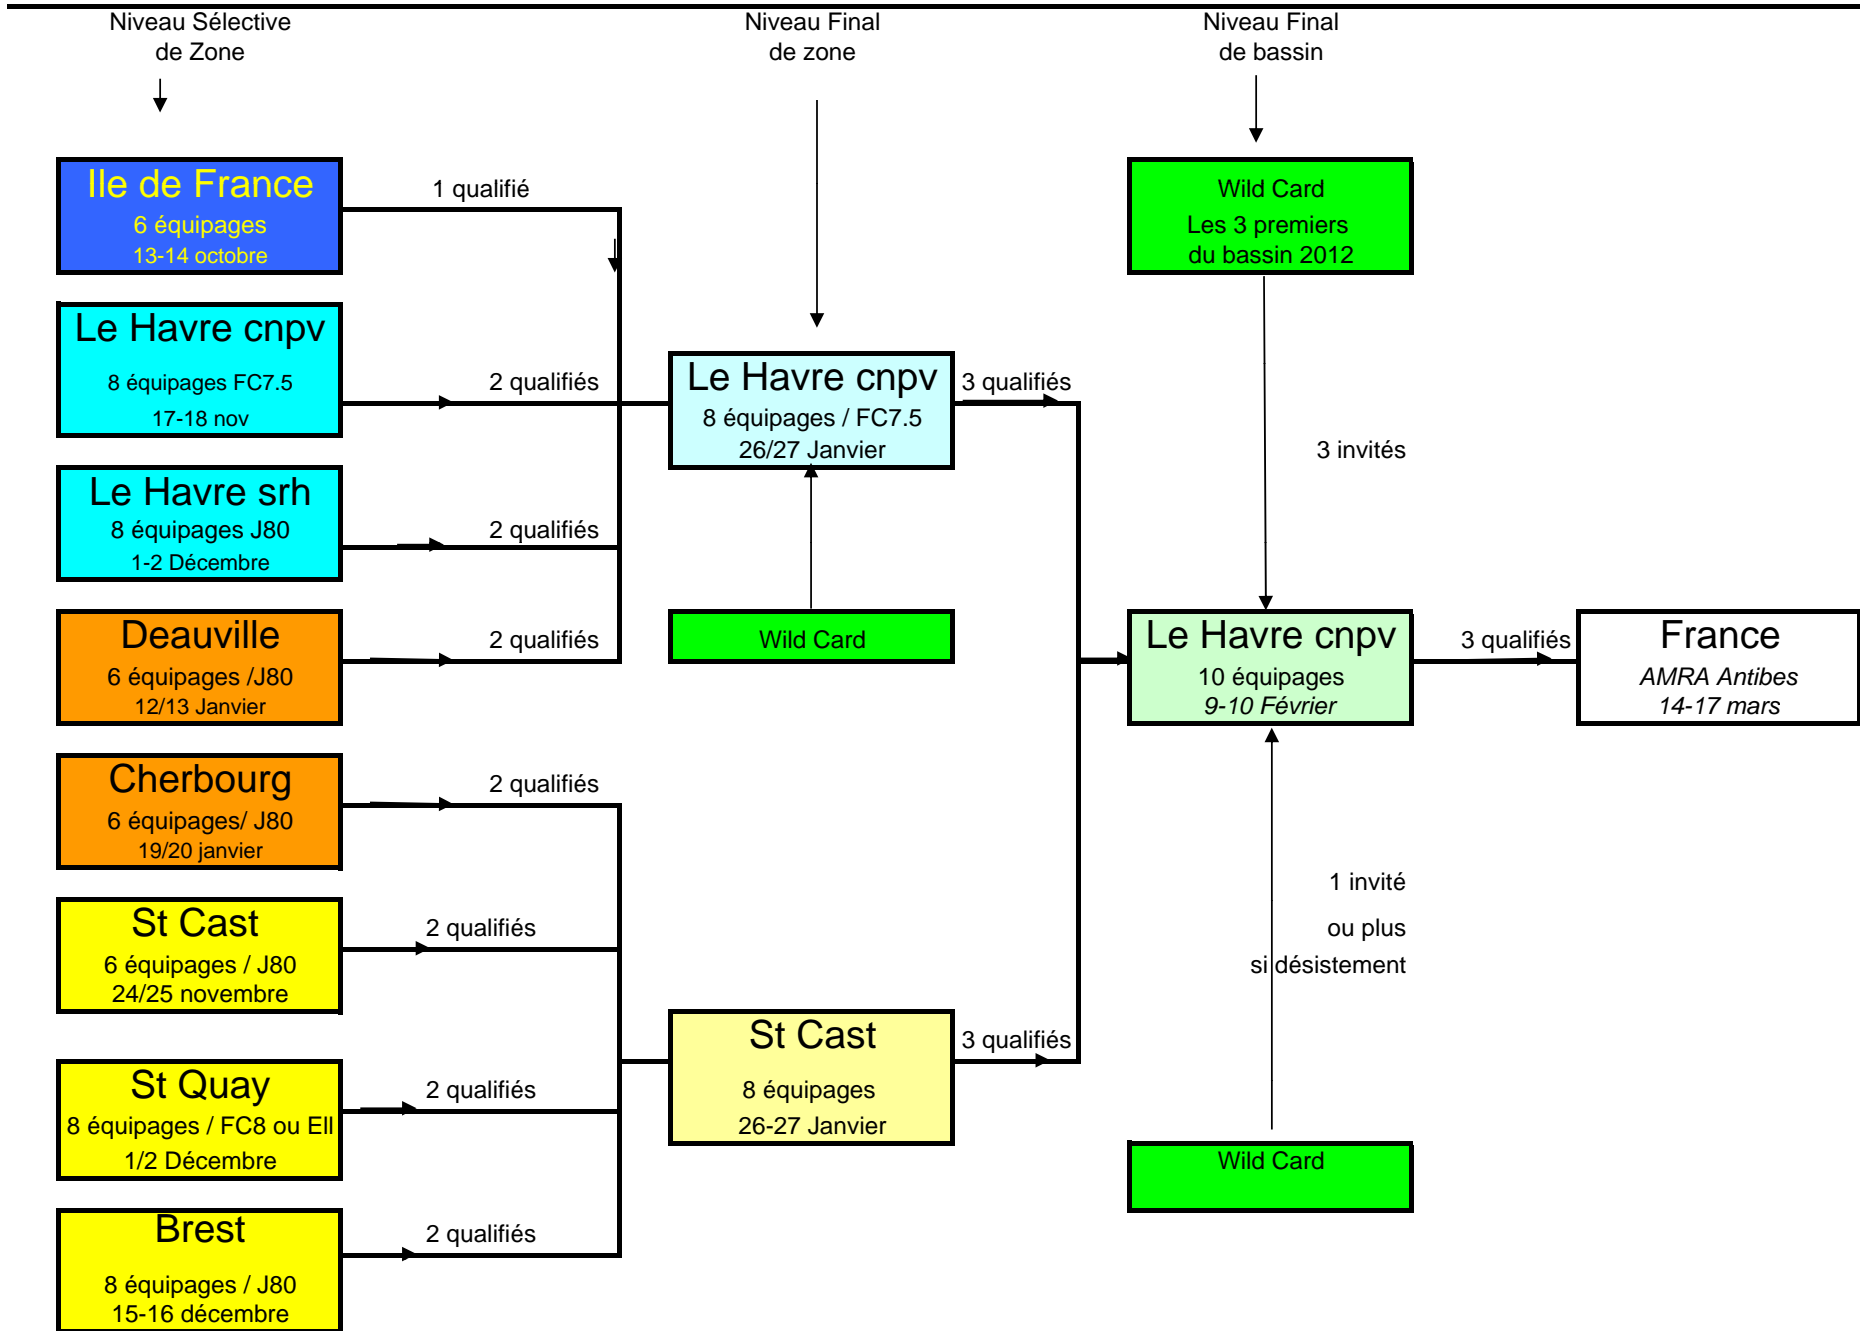 Niveau Sélective
de Zone
Niveau Final
de zone
Niveau Final
de bassin
Ile de France
6 équipages
13-14 octobre
1 qualifié
Wild Card
Les 3 premiers
du bassin 2012
Le Havre cnpv
8 équipages FC7.5
17-18 nov
2 qualifiés
Le Havre cnpv
8 équipages / FC7.5
26/27 Janvier
3 qualifiés
3 invités
Le Havre srh
8 équipages J80
1-2 Décembre
2 qualifiés
Deauville
6 équipages /J80
12/13 Janvier
2 qualifiés
Wild Card
Le Havre cnpv
10 équipages
9-10 Février
3 qualifiés
France
AMRA Antibes
14-17 mars
Cherbourg
6 équipages/ J80
19/20 janvier
2 qualifiés
1 invité
ou plus
si désistement
St Cast
6 équipages / J80
24/25 novembre
2 qualifiés
St Cast
8 équipages
26-27 Janvier
3 qualifiés
St Quay
8 équipages / FC8 ou Ell
1/2 Décembre
2 qualifiés
Wild Card
Brest
8 équipages / J80
15-16 décembre
2 qualifiés